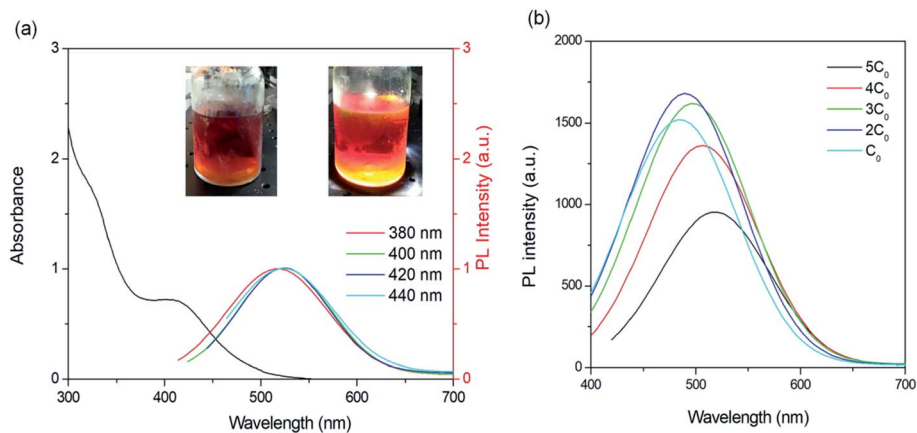 (a)
3
2
1
0
Absorbance
300
400
500
600
700
Wavelength (nm)
3
2
1
0
PL Intensity (a.u.)
380 nm
400 nm
420 nm
440 nm
(b)
2000
1500
1000
500
0
PL intensity (a.u.)
400
500
600
700
Wavelength (nm)
5C₀
4C₀
3C₀
2C₀
C₀